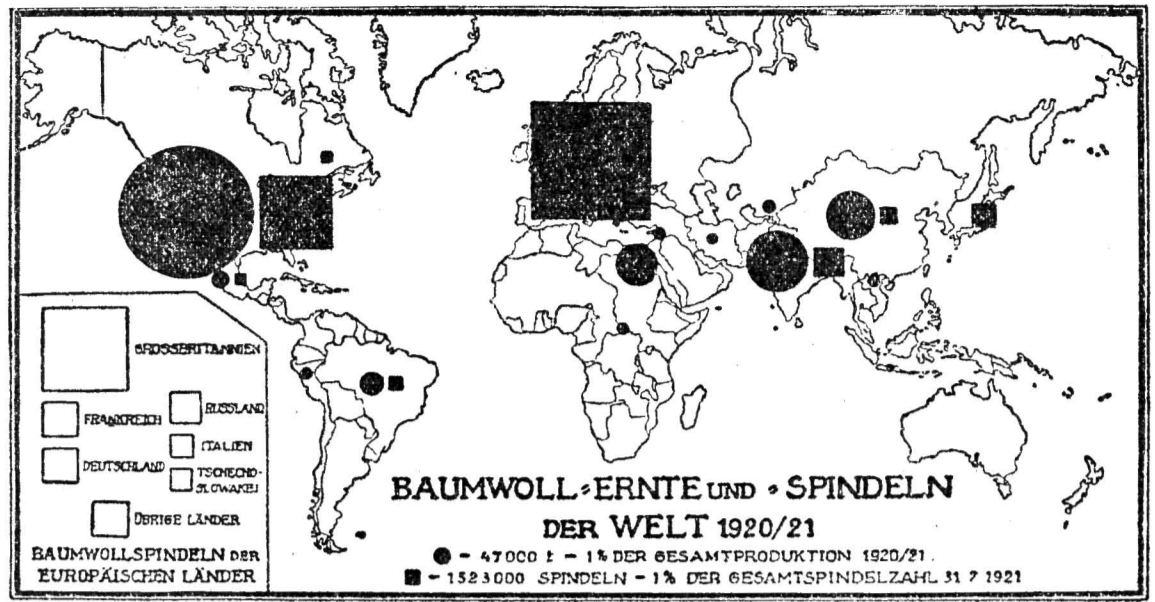 GROSSBRITANNIEN
FRANKREICH
RUSSLAND
ITALIEN
DEUTSCHLAND
TSCHECHO-
SLOWAKEI
ÜBRIGE LÄNDER
BAUMWOLLSPINDELN DER
EUROPÄISCHEN LÄNDER
BAUMWOLL-ERNTE UND -SPINDELN
DER WELT 1920/21
- 47000 t - 1% DER GESAMTPRODUKTION 1920/21.
- 1523000 SPINDELN - 1% DER GESAMTSPINDELZAHL 31 7 1921